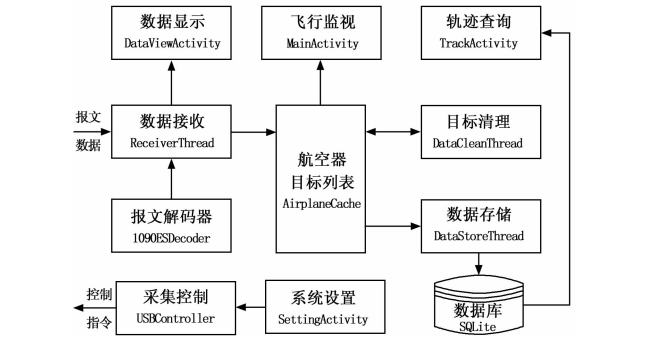 数据显示
DataViewActivity
飞行监视
MainActivity
轨迹查询
TrackActivity
报文
数据
数据接收
ReceiverThread
航空器
目标列表
AirplaneCache
目标清理
DataCleanThread
报文解码器
1090ESDecoder
数据存储
DataStoreThread
控制
指令
采集控制
USBController
系统设置
SettingActivity
数据库
SQLite